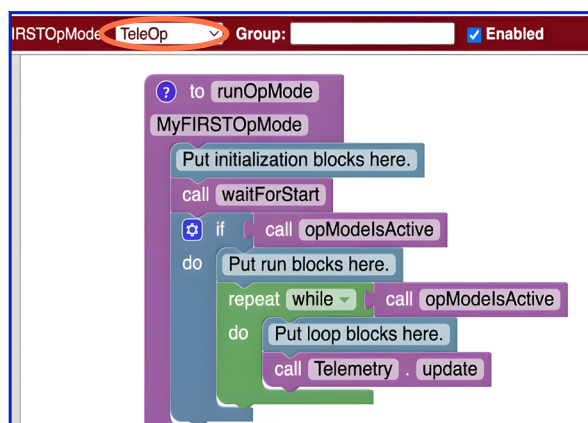 IRSTOpMode TeleOp Group: Enabled
? to runOpMode
MyFIRSTOpMode
Put initialization blocks here.
call waitForStart
if call opModeIsActive
do Put run blocks here.
repeat while call opModeIsActive
do Put loop blocks here.
call Telemetry . update